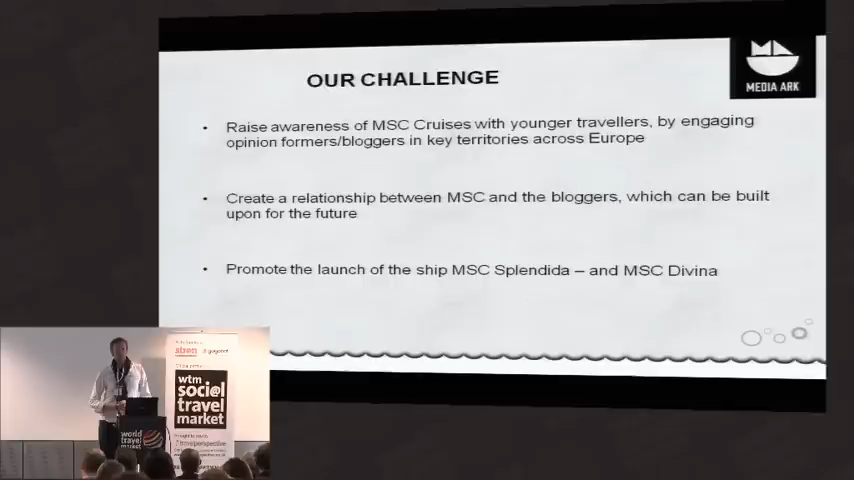 OUR CHALLENGE
MEDIA ARK
• Raise awareness of MSC Cruises with younger travellers, by engaging
opinion formers/bloggers in key territories across Europe
• Create a relationship between MSC and the bloggers, which can be built
upon for the future
• Promote the launch of the ship MSC Splendida – and MSC Divina
wtm
soci@l
travel
market
world
travel
market